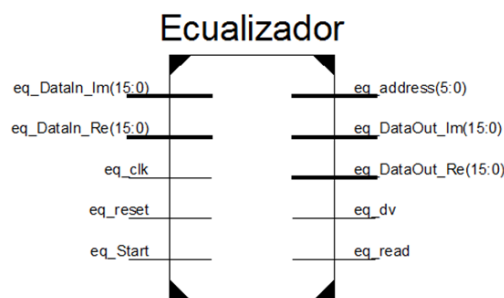 Ecualizador
eq_DataIn_Im(15:0)
eq_DataIn_Re(15:0)
eq_clk
eq_reset
eq_Start
eq_address(5:0)
eq_DataOut_Im(15:0)
eq_DataOut_Re(15:0)
eq_dv
eq_read